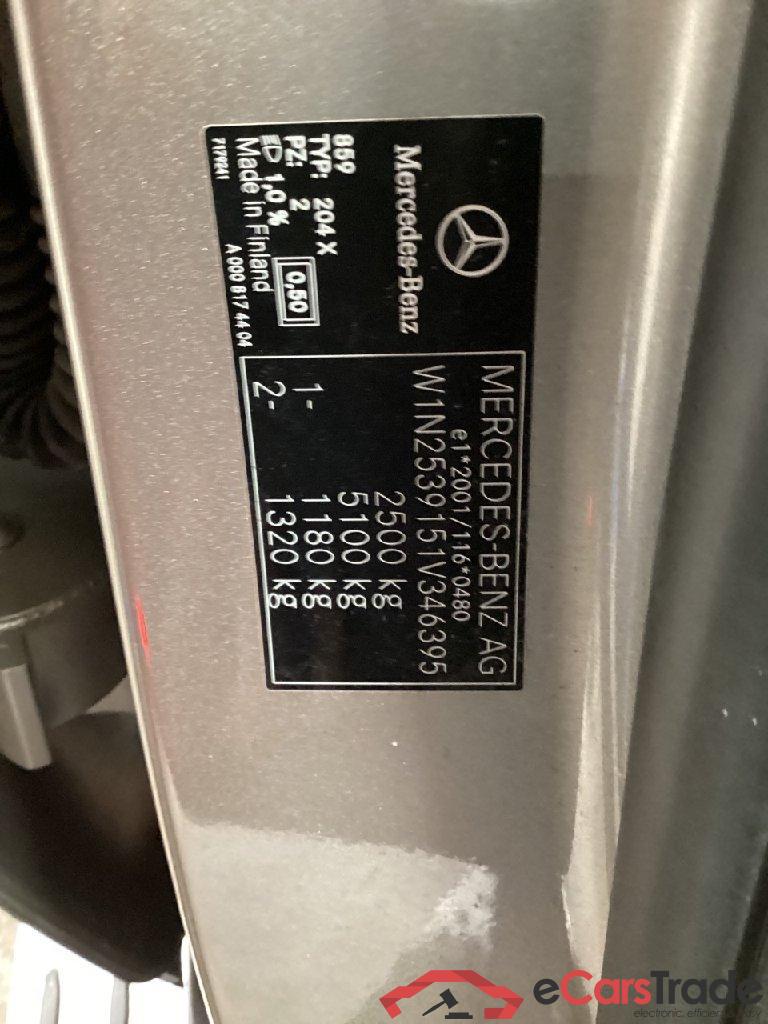 Mercedes-Benz
859
TYP: 204 X
PZ: 2
1,0 % 0,50
Made in Finland
7179241 A 000 817 44 04
MERCEDES-BENZ AG
e1*2001/116*0480
W1N2539151V346395
2500 kg
5100 kg
1- 1180 kg
2- 1320 kg
eCarsTrade